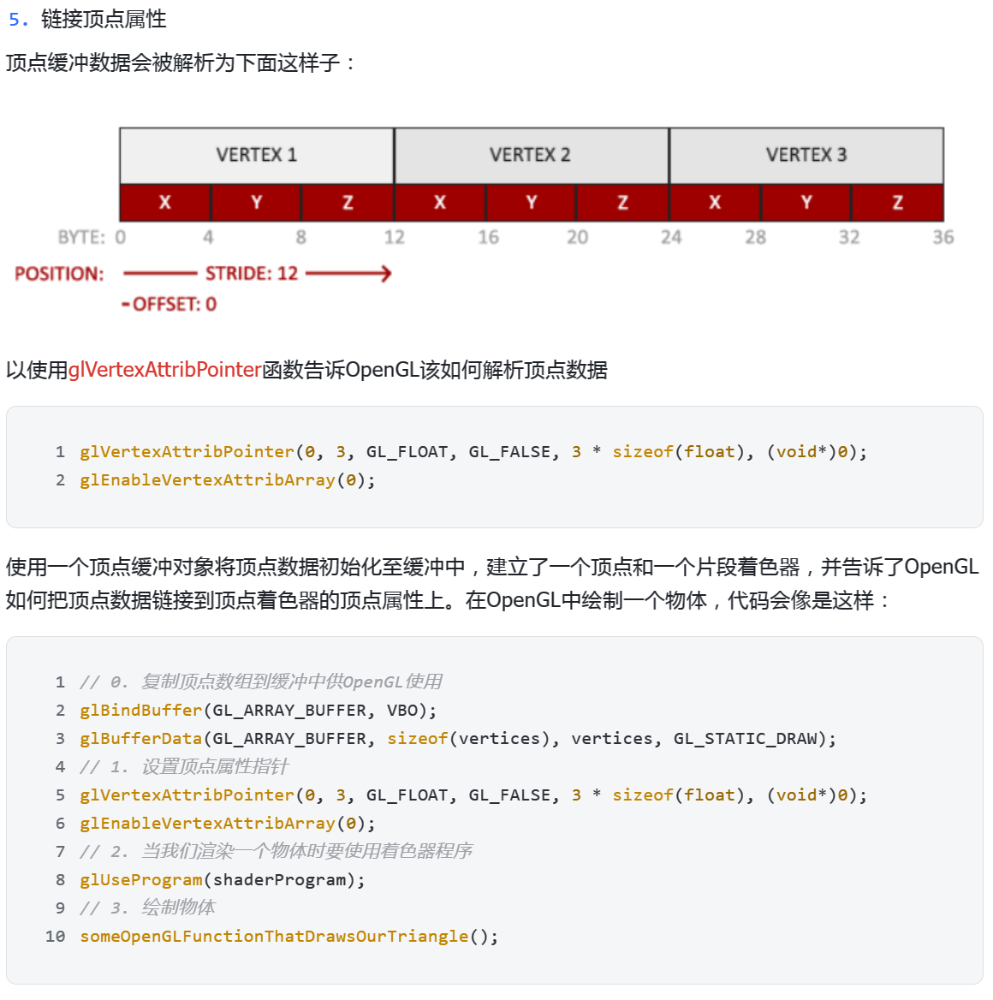 5. 链接顶点属性
顶点缓冲数据会被解析为下面这样子：
VERTEX 1 VERTEX 2 VERTEX 3
X Y Z X Y Z X Y Z
BYTE: 0 4 8 12 16 20 24 28 32 36
POSITION: STRIDE: 12
-OFFSET: 0
以使用glVertexAttribPointer函数告诉OpenGL该如何解析顶点数据
1 glVertexAttribPointer(0, 3, GL_FLOAT, GL_FALSE, 3 * sizeof(float), (void*)0);
2 glEnableVertexAttribArray(0);
使用一个顶点缓冲对象将顶点数据初始化至缓冲中，建立了一个顶点和一个片段着色器，并告诉了OpenGL
如何把顶点数据链接到顶点着色器的顶点属性上。在OpenGL中绘制一个物体，代码会像是这样：
1 // 0. 复制顶点数组到缓冲中供OpenGL使用
2 glBindBuffer(GL_ARRAY_BUFFER, VBO);
3 glBufferData(GL_ARRAY_BUFFER, sizeof(vertices), vertices, GL_STATIC_DRAW);
4 // 1. 设置顶点属性指针
5 glVertexAttribPointer(0, 3, GL_FLOAT, GL_FALSE, 3 * sizeof(float), (void*)0);
6 glEnableVertexAttribArray(0);
7 // 2. 当我们渲染一个物体时要使用着色器程序
8 glUseProgram(shaderProgram);
9 // 3. 绘制物体
10 someOpenGLFunctionThatDrawsOurTriangle();